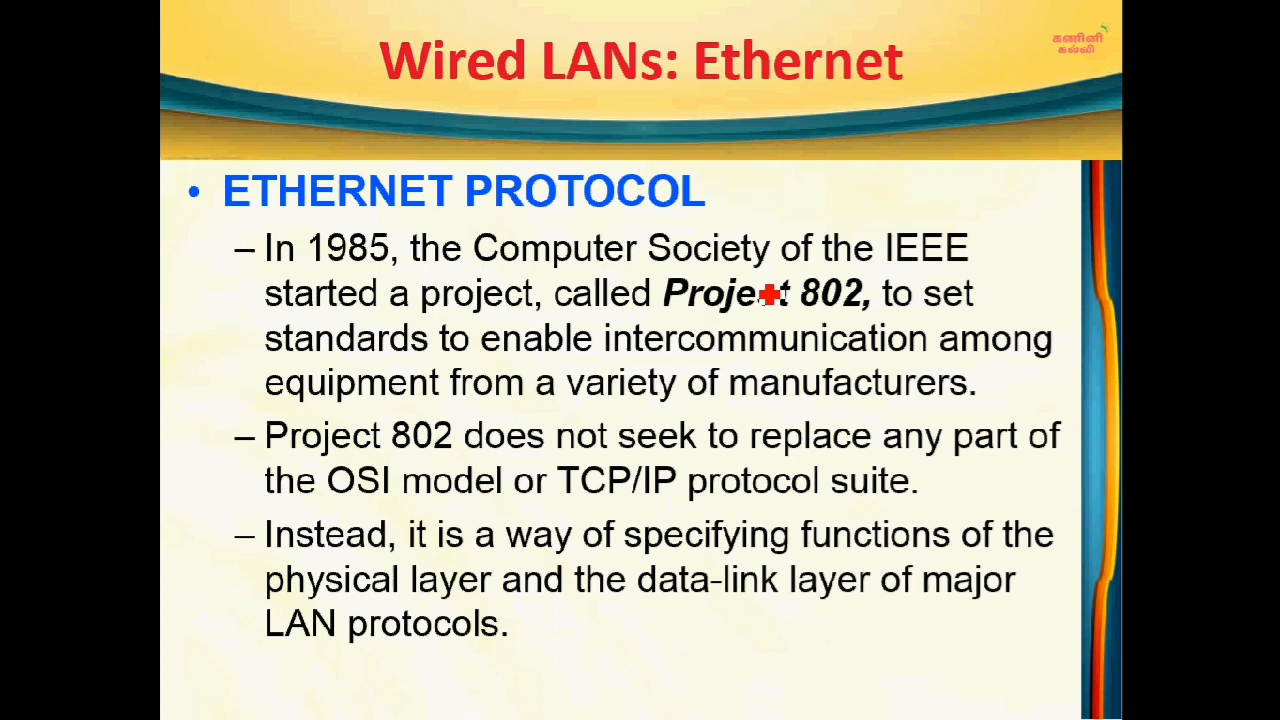 Wired LANs: Ethernet
கணினி
கல்வி
• ETHERNET PROTOCOL
– In 1985, the Computer Society of the IEEE
started a project, called Project 802, to set
standards to enable intercommunication among
equipment from a variety of manufacturers.
– Project 802 does not seek to replace any part of
the OSI model or TCP/IP protocol suite.
– Instead, it is a way of specifying functions of the
physical layer and the data-link layer of major
LAN protocols.